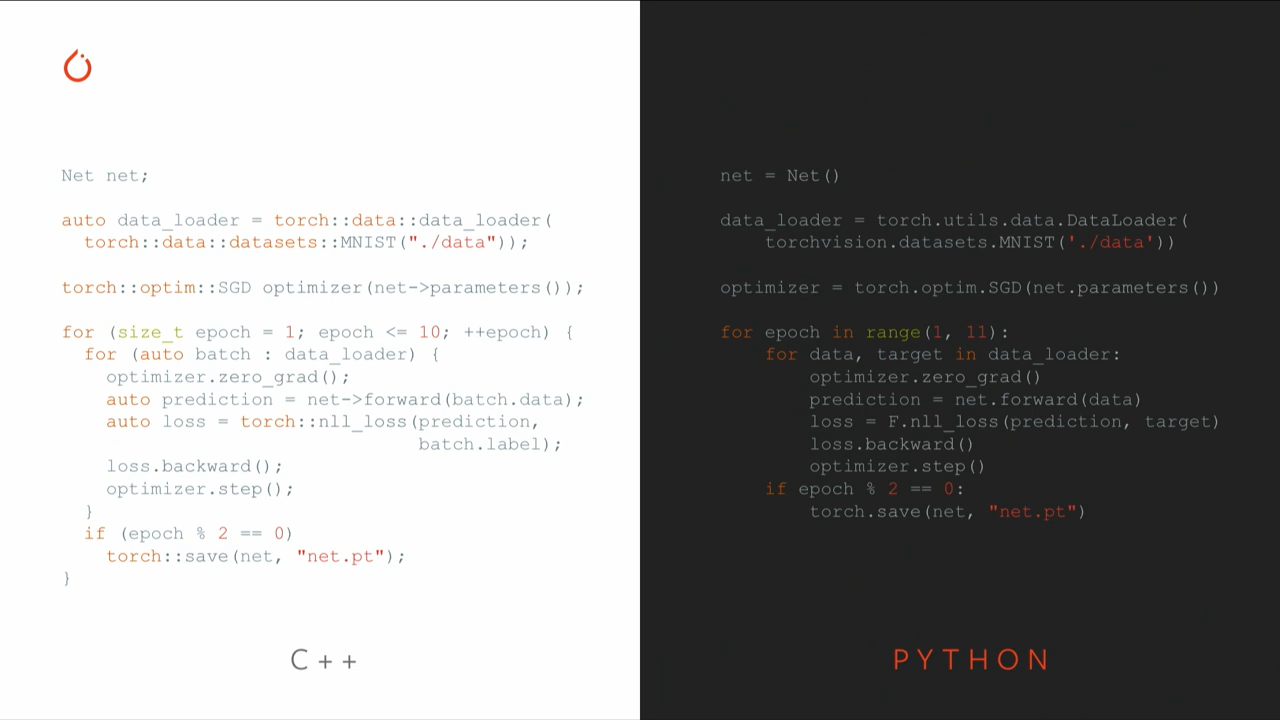 Net net;
auto data_loader = torch::data::data_loader(
  torch::data::datasets::MNIST("./data"));
torch::optim::SGD optimizer(net->parameters());
for (size_t epoch = 1; epoch <= 10; ++epoch) {
  for (auto batch : data_loader) {
    optimizer.zero_grad();
    auto prediction = net->forward(batch.data);
    auto loss = torch::nll_loss(prediction,
                                batch.label);
    loss.backward();
    optimizer.step();
  }
  if (epoch % 2 == 0)
    torch::save(net, "net.pt");
}
C++
net = Net()
data_loader = torch.utils.data.DataLoader(
    torchvision.datasets.MNIST('./data'))
optimizer = torch.optim.SGD(net.parameters())
for epoch in range(1, 11):
    for data, target in data_loader:
        optimizer.zero_grad()
        prediction = net.forward(data)
        loss = F.nll_loss(prediction, target)
        loss.backward()
        optimizer.step()
    if epoch % 2 == 0:
        torch.save(net, "net.pt")
PYTHON